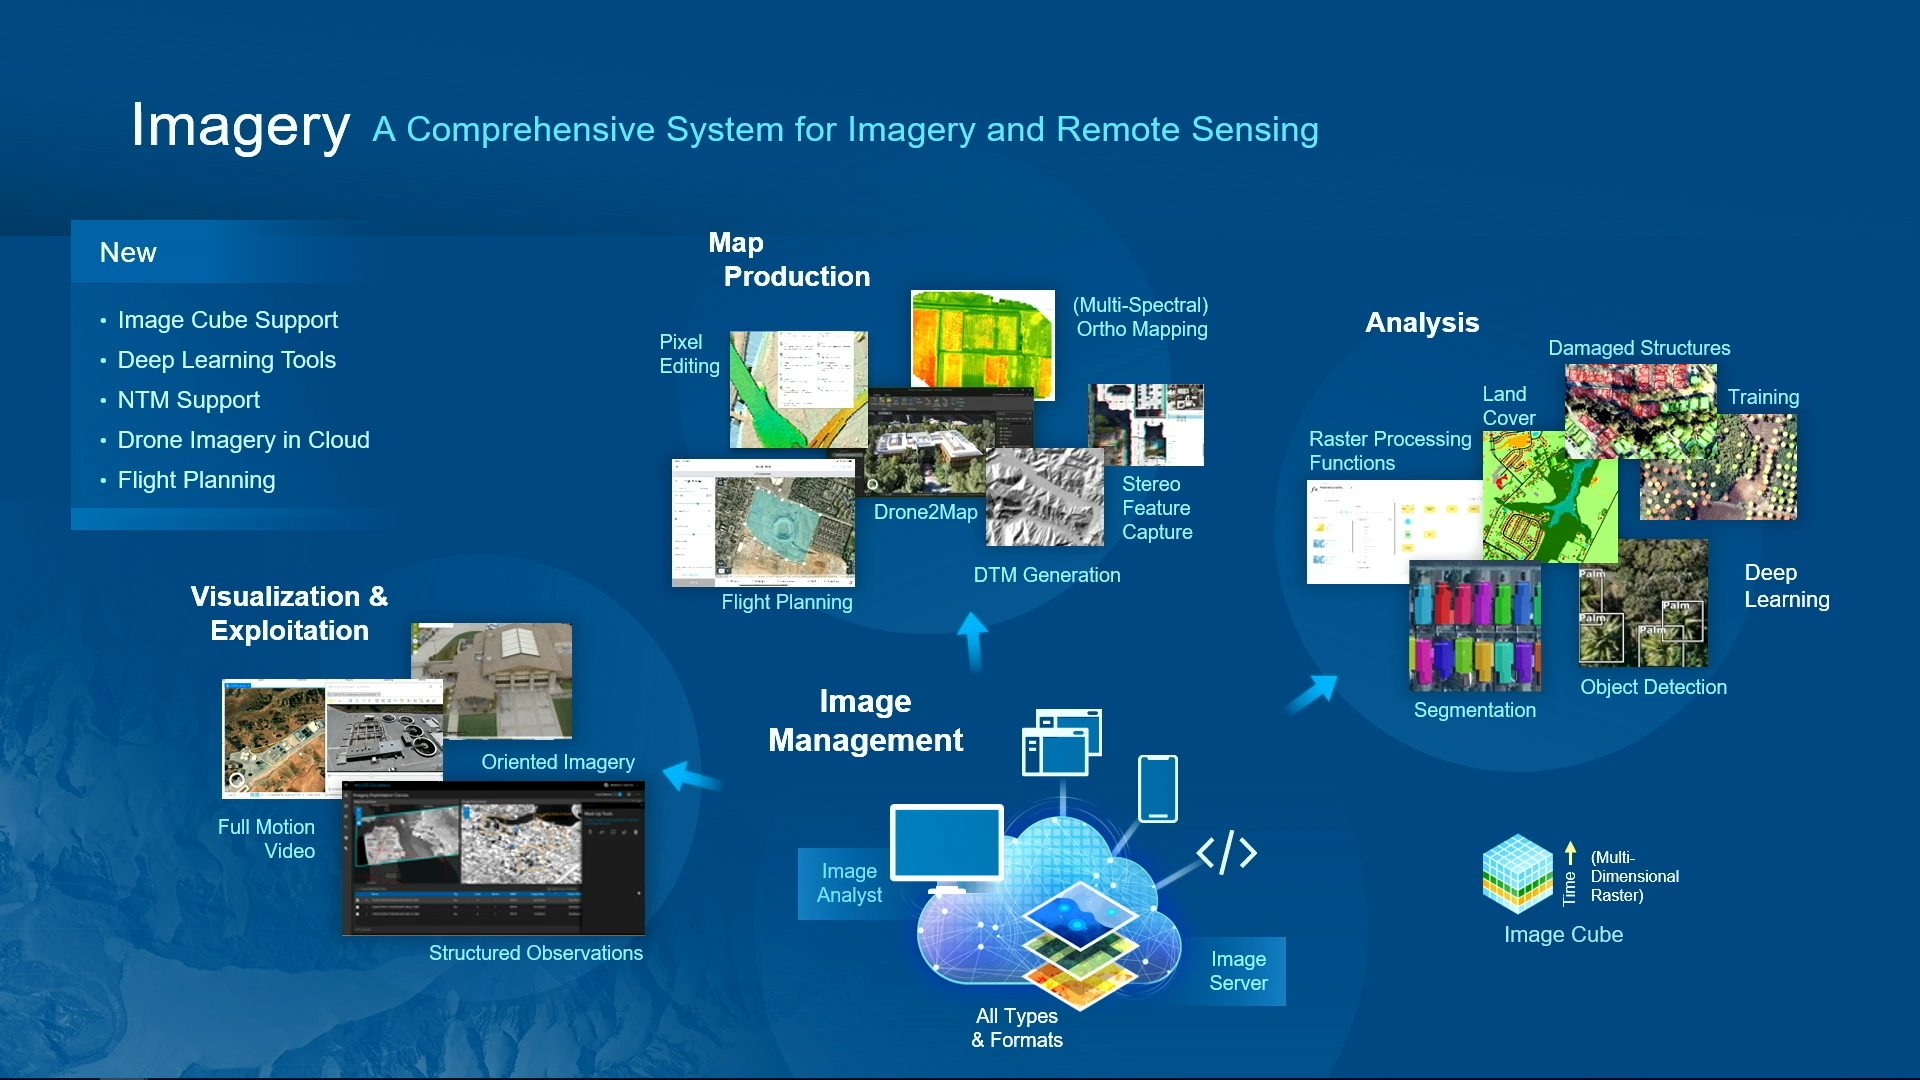 Imagery A Comprehensive System for Imagery and Remote Sensing
New
• Image Cube Support
• Deep Learning Tools
• NTM Support
• Drone Imagery in Cloud
• Flight Planning
Map
Production
Pixel
Editing
(Multi-Spectral)
Ortho Mapping
Drone2Map
Stereo
Feature
Capture
DTM Generation
Flight Planning
Analysis
Damaged Structures
Land
Cover
Training
Raster Processing
Functions
Palm
Palm
Palm
Palm
Deep
Learning
Object Detection
Segmentation
Visualization &
Exploitation
Oriented Imagery
Full Motion
Video
Structured Observations
Image
Management
Image
Analyst
</>
Image
Server
All Types
& Formats
Time
(Multi-
Dimensional
Raster)
Image Cube